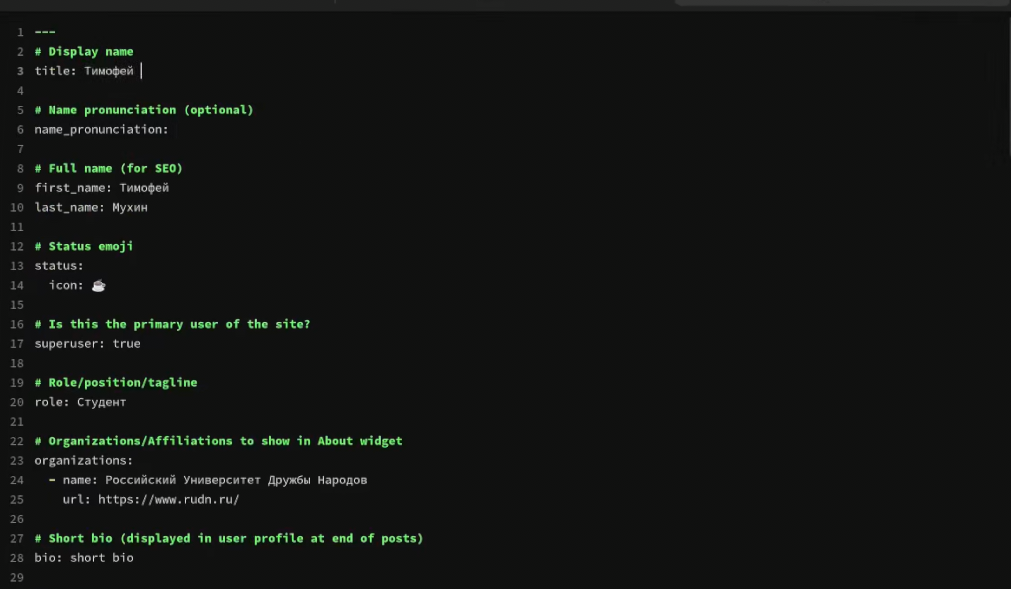 1 ---
2 # Display name
3 title: Тимофей
4
5 # Name pronunciation (optional)
6 name_pronunciation:
7
8 # Full name (for SEO)
9 first_name: Тимофей
10 last_name: Мухин
11
12 # Status emoji
13 status:
14   icon: ☕
15
16 # Is this the primary user of the site?
17 superuser: true
18
19 # Role/position/tagline
20 role: Студент
21
22 # Organizations/Affiliations to show in About widget
23 organizations:
24   - name: Российский Университет Дружбы Народов
25     url: https://www.rudn.ru/
26
27 # Short bio (displayed in user profile at end of posts)
28 bio: short bio
29